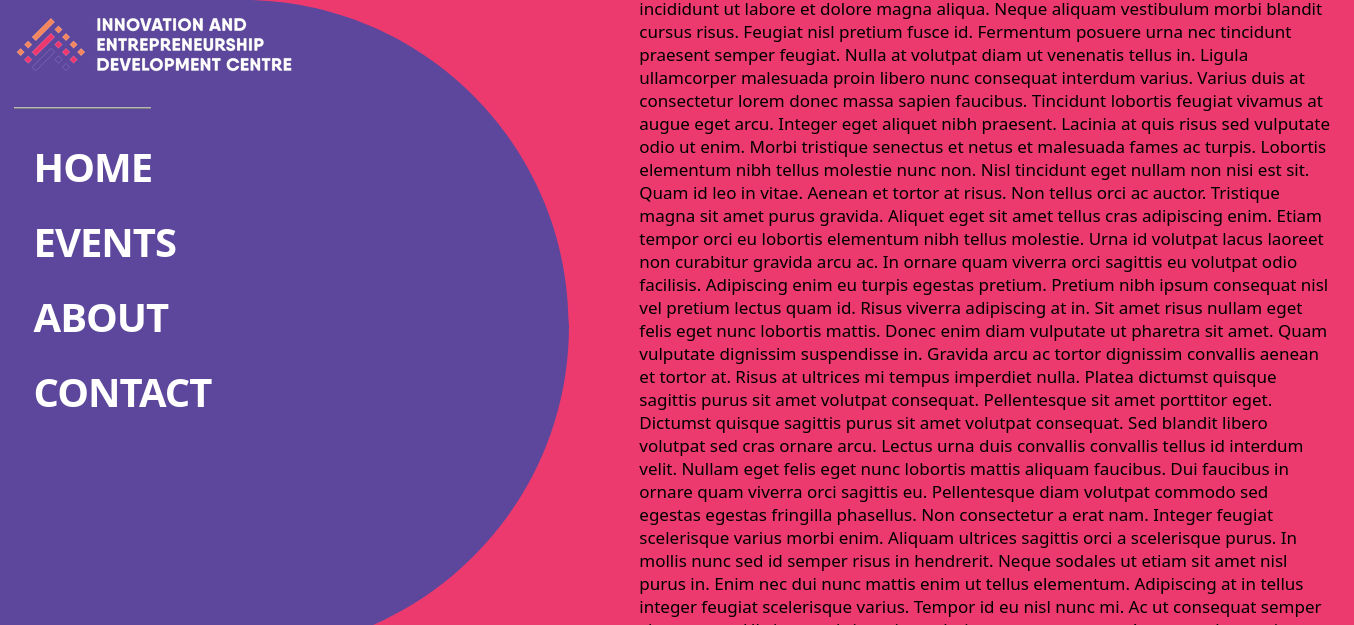 INNOVATION AND
ENTREPRENEURSHIP
DEVELOPMENT CENTRE
HOME
EVENTS
ABOUT
CONTACT
incididunt ut labore et dolore magna aliqua. Neque aliquam vestibulum morbi blandit
cursus risus. Feugiat nisl pretium fusce id. Fermentum posuere urna nec tincidunt
praesent semper feugiat. Nulla at volutpat diam ut venenatis tellus in. Ligula
ullamcorper malesuada proin libero nunc consequat interdum varius. Varius duis at
consectetur lorem donec massa sapien faucibus. Tincidunt lobortis feugiat vivamus at
augue eget arcu. Integer eget aliquet nibh praesent. Lacinia at quis risus sed vulputate
odio ut enim. Morbi tristique senectus et netus et malesuada fames ac turpis. Lobortis
elementum nibh tellus molestie nunc non. Nisl tincidunt eget nullam non nisi est sit.
Quam id leo in vitae. Aenean et tortor at risus. Non tellus orci ac auctor. Tristique
magna sit amet purus gravida. Aliquet eget sit amet tellus cras adipiscing enim. Etiam
tempor orci eu lobortis elementum nibh tellus molestie. Urna id volutpat lacus laoreet
non curabitur gravida arcu ac. In ornare quam viverra orci sagittis eu volutpat odio
facilisis. Adipiscing enim eu turpis egestas pretium. Pretium nibh ipsum consequat nisl
vel pretium lectus quam id. Risus viverra adipiscing at in. Sit amet risus nullam eget
felis eget nunc lobortis mattis. Donec enim diam vulputate ut pharetra sit amet. Quam
vulputate dignissim suspendisse in. Gravida arcu ac tortor dignissim convallis aenean
et tortor at. Risus at ultrices mi tempus imperdiet nulla. Platea dictumst quisque
sagittis purus sit amet volutpat consequat. Pellentesque sit amet porttitor eget.
Dictumst quisque sagittis purus sit amet volutpat consequat. Sed blandit libero
volutpat sed cras ornare arcu. Lectus urna duis convallis convallis tellus id interdum
velit. Nullam eget felis eget nunc lobortis mattis aliquam faucibus. Dui faucibus in
ornare quam viverra orci sagittis eu. Pellentesque diam volutpat commodo sed
egestas egestas fringilla phasellus. Non consectetur a erat nam. Integer feugiat
scelerisque varius morbi enim. Aliquam ultrices sagittis orci a scelerisque purus. In
mollis nunc sed id semper risus in hendrerit. Neque sodales ut etiam sit amet nisl
purus in. Enim nec dui nunc mattis enim ut tellus elementum. Adipiscing at in tellus
integer feugiat scelerisque varius. Tempor id eu nisl nunc mi. Ac ut consequat semper